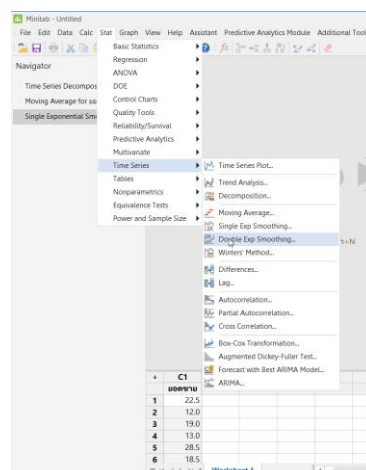 Minitab - Untitled
File Edit Data Calc Stat Graph View Help Assistant Predictive Analytics Module Additional Tool
Navigator
Time Series Decompos
Moving Average for
Single Exponential Smo
Basic Statistics
Regression
ANOVA
DOE
Control Charts
Quality Tools
Reliability/Survival
Predictive Analytics
Multivariate
Time Series
Tables
Nonparametrics
Equivalence Tests
Power and Sample Size
Time Series Plot...
Trend Analysis...
Decomposition...
Moving Average...
Single Exp Smoothing...
Double Exp Smoothing...
Winters' Method...
Differences...
Lag...
Autocorrelation...
Partial Autocorrelation...
Cross Correlation...
Box-Cox Transformation...
Augmented Dickey-Fuller Test...
Forecast with Best ARIMA Model...
ARIMA...
C1
ยอดขาย
1 22.5
2 12.0
3 19.0
4 13.0
5 28.5
6 18.5
Worksheet 1